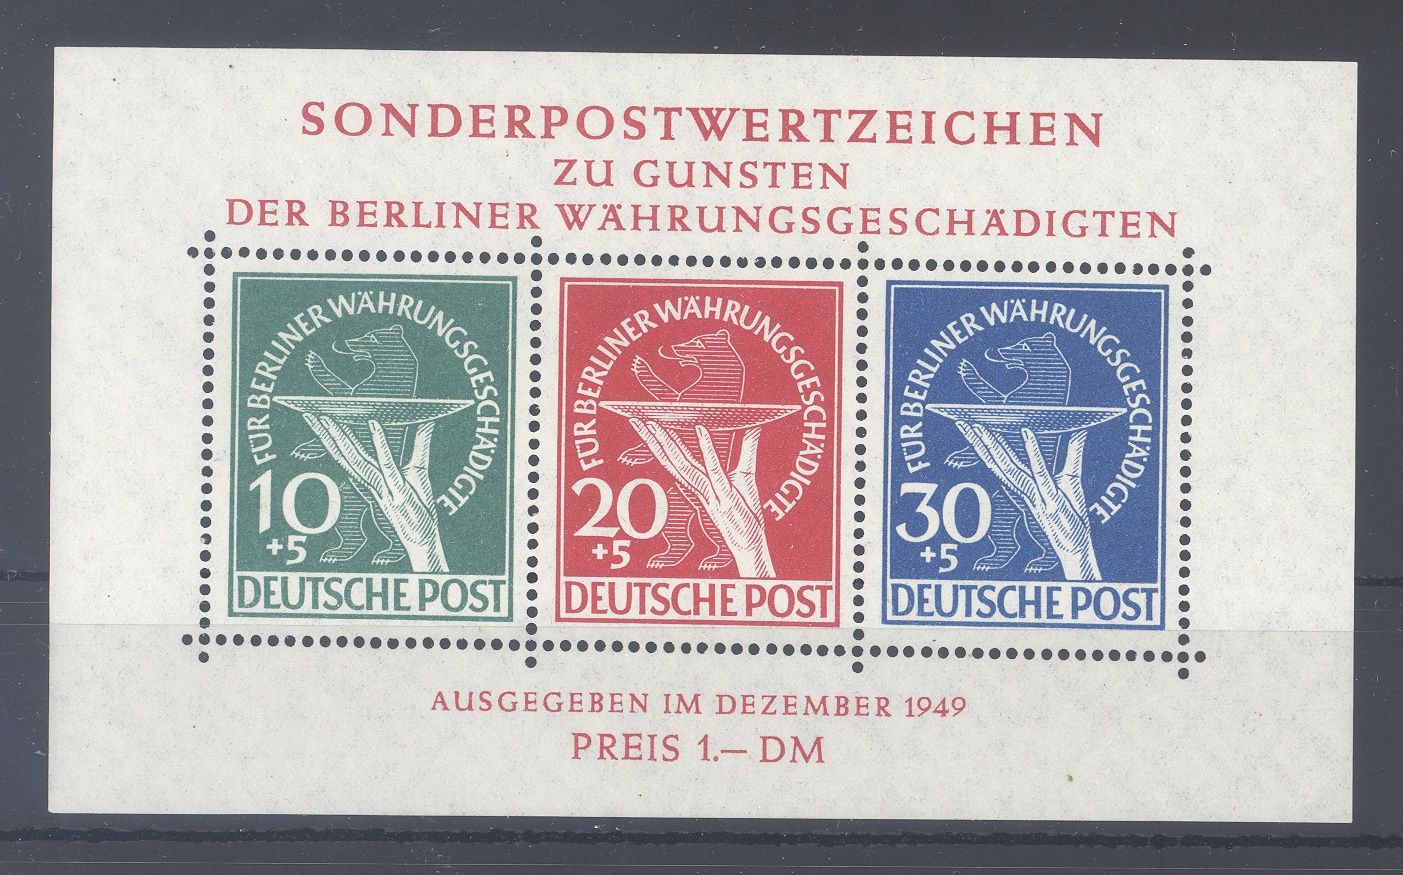 SONDERPOSTWERTZEICHEN
ZU GUNSTEN
DER BERLINER WÄHRUNGSGESCHÄDIGTEN
FÜR BERLINER WÄHRUNGSGESCHÄDIGTE
10
+5
DEUTSCHE POST
FÜR BERLINER WÄHRUNGSGESCHÄDIGTE
20
+5
DEUTSCHE POST
FÜR BERLINER WÄHRUNGSGESCHÄDIGTE
30
+5
DEUTSCHE POST
AUSGEGEBEN IM DEZEMBER 1949
PREIS 1.— DM